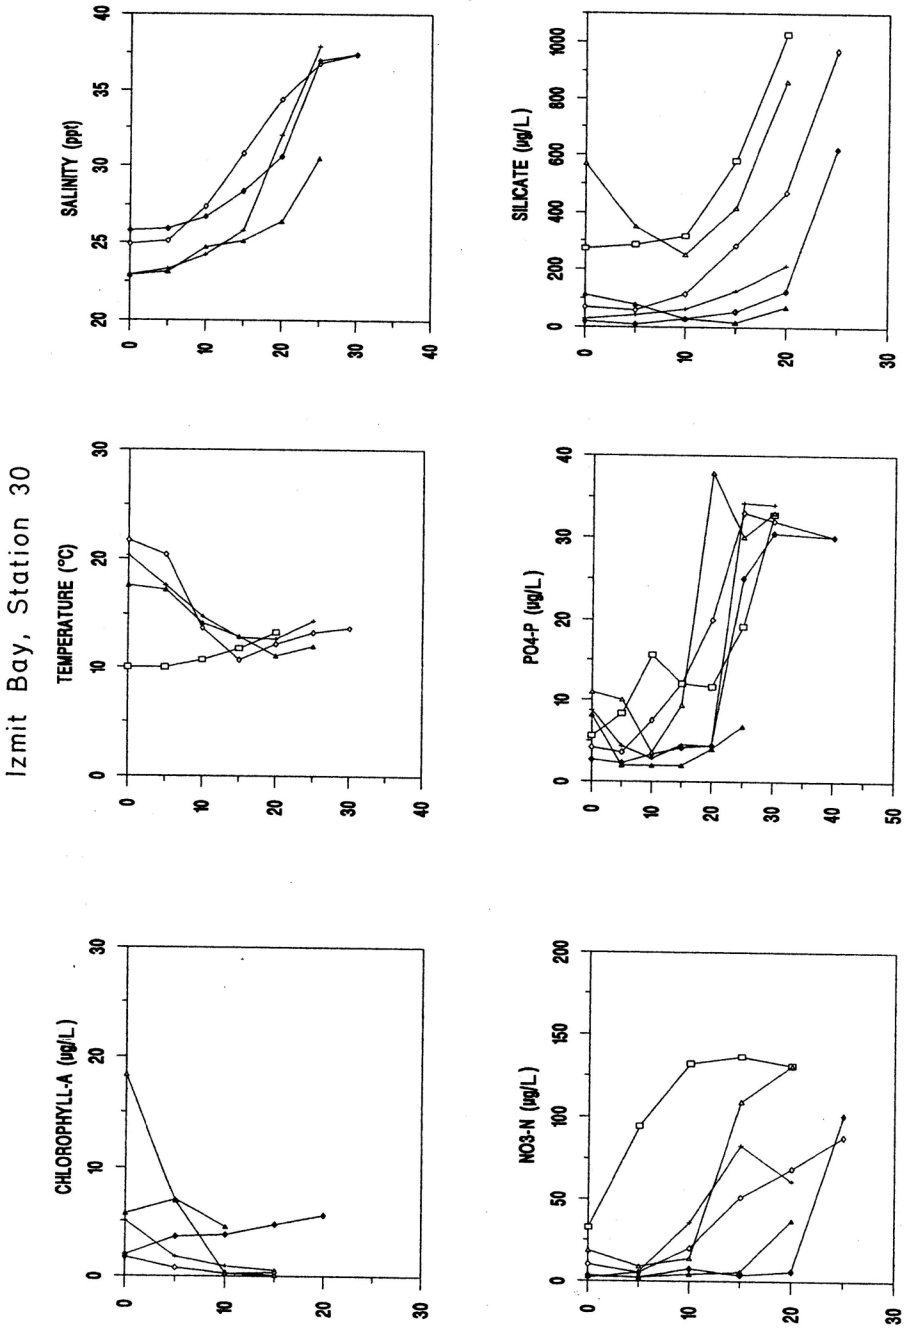 Izmit Bay, Station 30
CHLOROPHYLL-A (ug/L)
0 10 20 30
0
10
20
30
TEMPERATURE (°C)
0 10 20 30
0
10
20
30
40
SALINITY (ppt)
20 25 30 35 40
0
10
20
30
40
NO3-N (µg/L)
0 50 100 150 200
0
10
20
30
PO4-P (µg/L)
0 10 20 30 40
0
10
20
30
40
50
SILICATE (µg/L)
0 200 400 600 800 1000
0
10
20
30